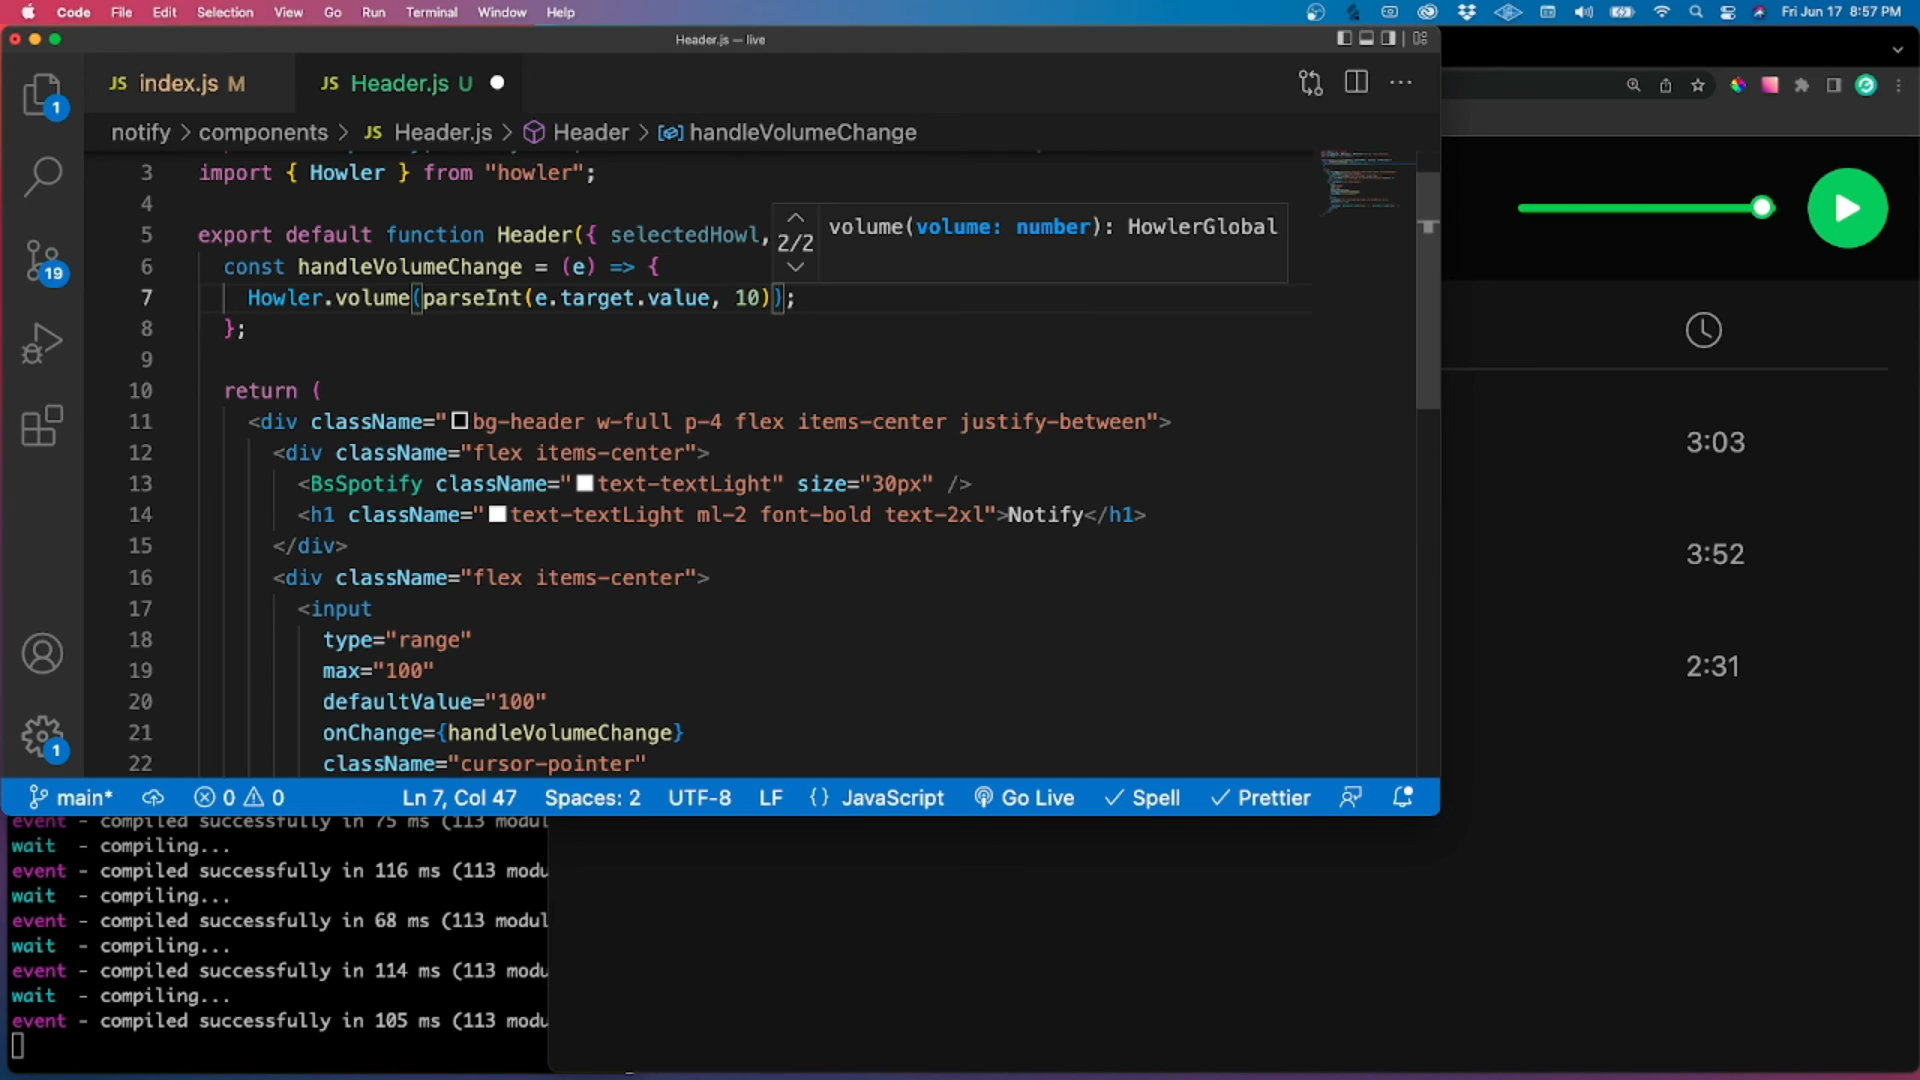 Code File Edit Selection View Go Run Terminal Window Help Fri Jun 17 8:57 PM
Header.js — live
JS index.js M JS Header.js U
notify > components > JS Header.js > Header > handleVolumeChange
3 import { Howler } from "howler";
4
5 export default function Header({ selectedHowl,
volume(volume: number): HowlerGlobal
2/2
6 const handleVolumeChange = (e) => {
7 Howler.volume(parseInt(e.target.value, 10));
8 };
9
10 return (
11 <div className="bg-header w-full p-4 flex items-center justify-between">
12 <div className="flex items-center">
13 <BsSpotify className="text-textLight" size="30px" />
14 <h1 className="text-textLight ml-2 font-bold text-2xl">Notify</h1>
15 </div>
16 <div className="flex items-center">
17 <input
18 type="range"
19 max="100"
20 defaultValue="100"
21 onChange={handleVolumeChange}
22 className="cursor-pointer"
1
19
1
3:03
3:52
2:31
main* 0 0 Ln 7, Col 47 Spaces: 2 UTF-8 LF {} JavaScript Go Live Spell Prettier
event - compiled successfully in 75 ms (113 modul
wait - compiling...
event - compiled successfully in 116 ms (113 modu
wait - compiling...
event - compiled successfully in 68 ms (113 modul
wait - compiling...
event - compiled successfully in 114 ms (113 modu
wait - compiling...
event - compiled successfully in 105 ms (113 modu